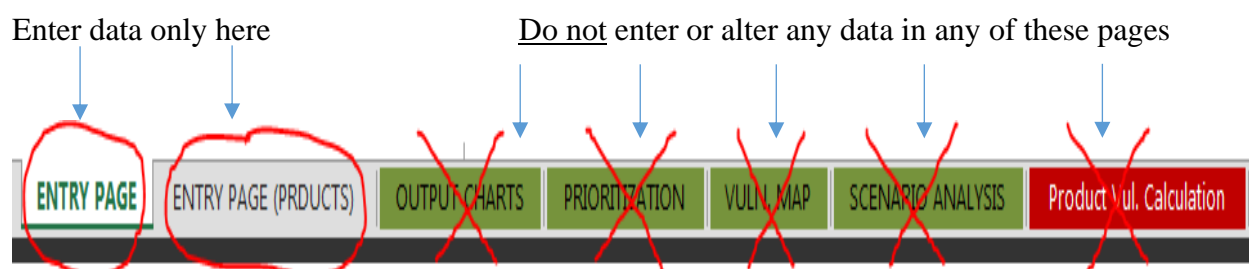 Enter data only here
Do not enter or alter any data in any of these pages
ENTRY PAGE
ENTRY PAGE (PRDUCTS)
OUTPUT CHARTS
PRIORITIZATION
VULN. MAP
SCENARIO ANALYSIS
Product Vul. Calculation